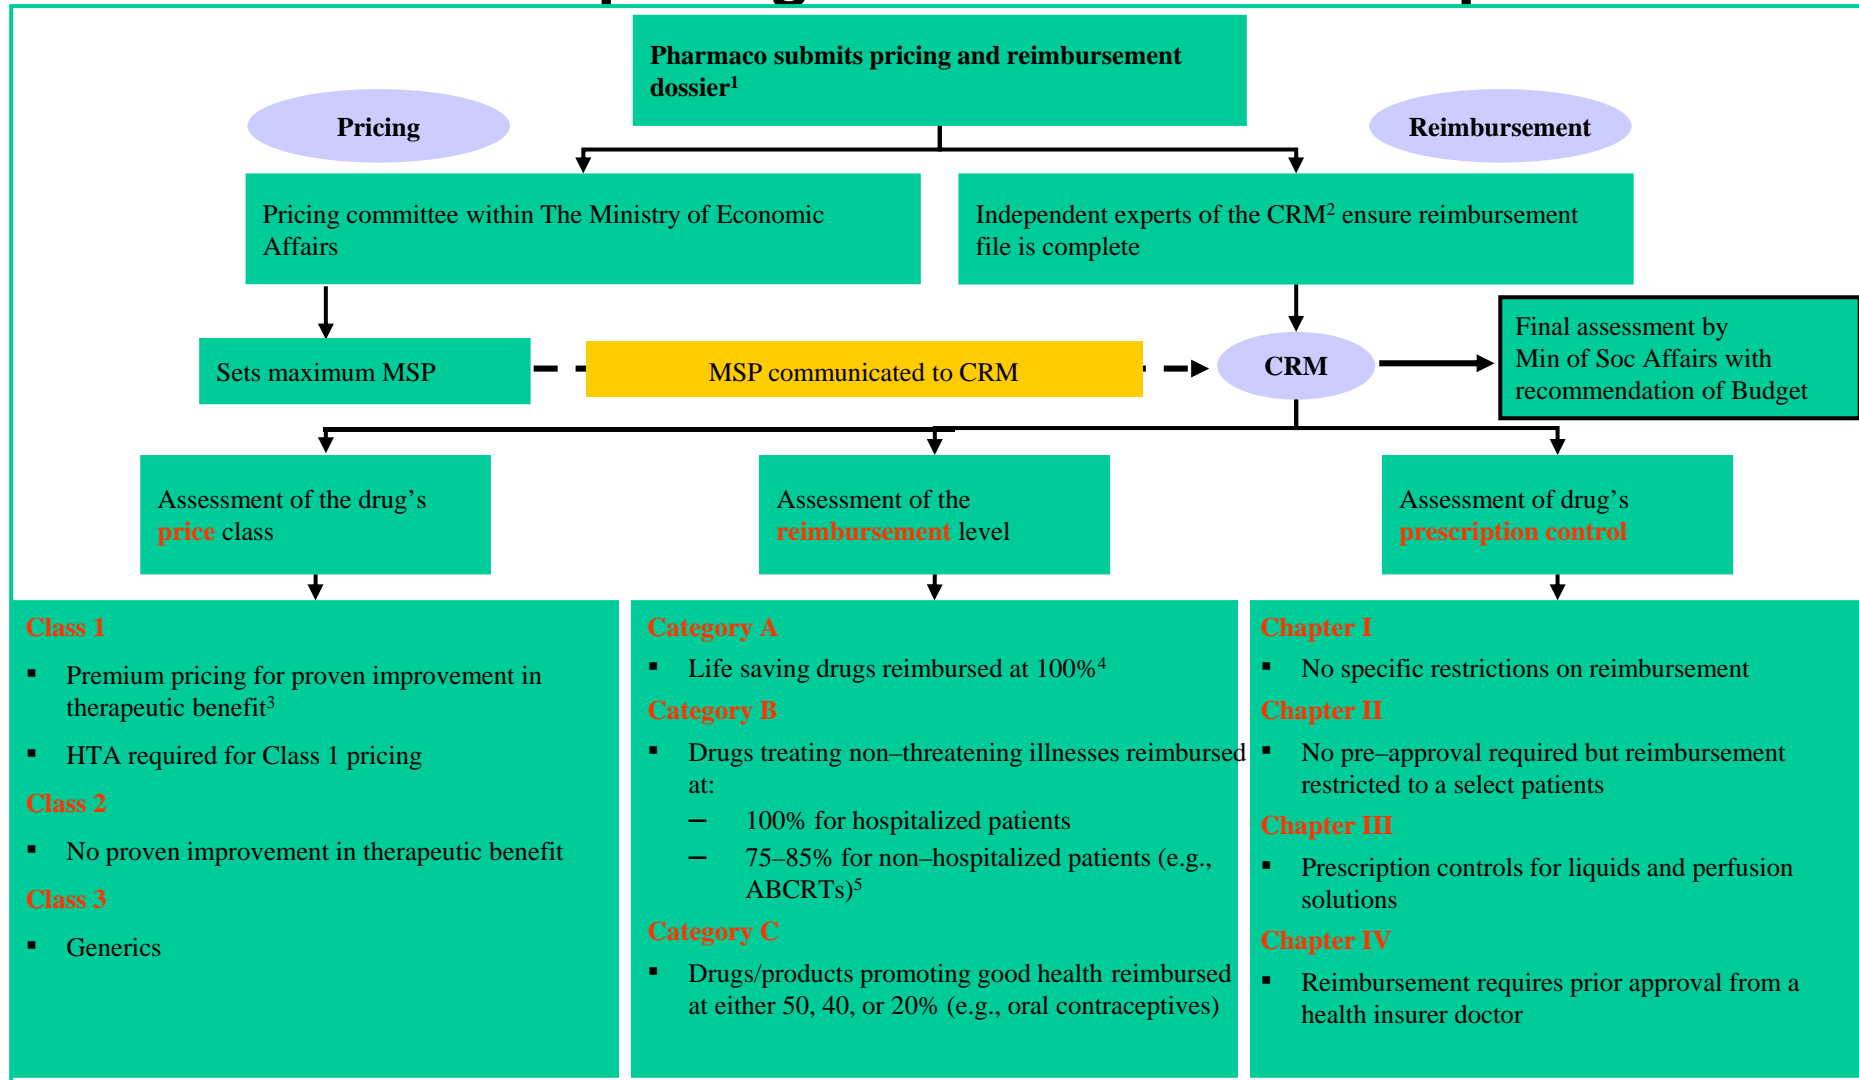 Pharmaco submits pricing and reimbursement
dossier¹
Pricing
Reimbursement
Pricing committee within The Ministry of Economic
Affairs
Independent experts of the CRM² ensure reimbursement
file is complete
Sets maximum MSP
MSP communicated to CRM
CRM
Final assessment by
Min of Soc Affairs with
recommendation of Budget
Assessment of the drug’s
price class
Assessment of the
reimbursement level
Assessment of drug’s
prescription control
Class 1
▪ Premium pricing for proven improvement in
therapeutic benefit³
▪ HTA required for Class 1 pricing
Class 2
▪ No proven improvement in therapeutic benefit
Class 3
▪ Generics
Category A
▪ Life saving drugs reimbursed at 100%⁴
Category B
▪ Drugs treating non–threatening illnesses reimbursed
at:
— 100% for hospitalized patients
— 75–85% for non–hospitalized patients (e.g.,
ABCRTs)⁵
Category C
▪ Drugs/products promoting good health reimbursed
at either 50, 40, or 20% (e.g., oral contraceptives)
Chapter I
▪ No specific restrictions on reimbursement
Chapter II
▪ No pre–approval required but reimbursement
restricted to a select patients
Chapter III
▪ Prescription controls for liquids and perfusion
solutions
Chapter IV
▪ Reimbursement requires prior approval from a
health insurer doctor